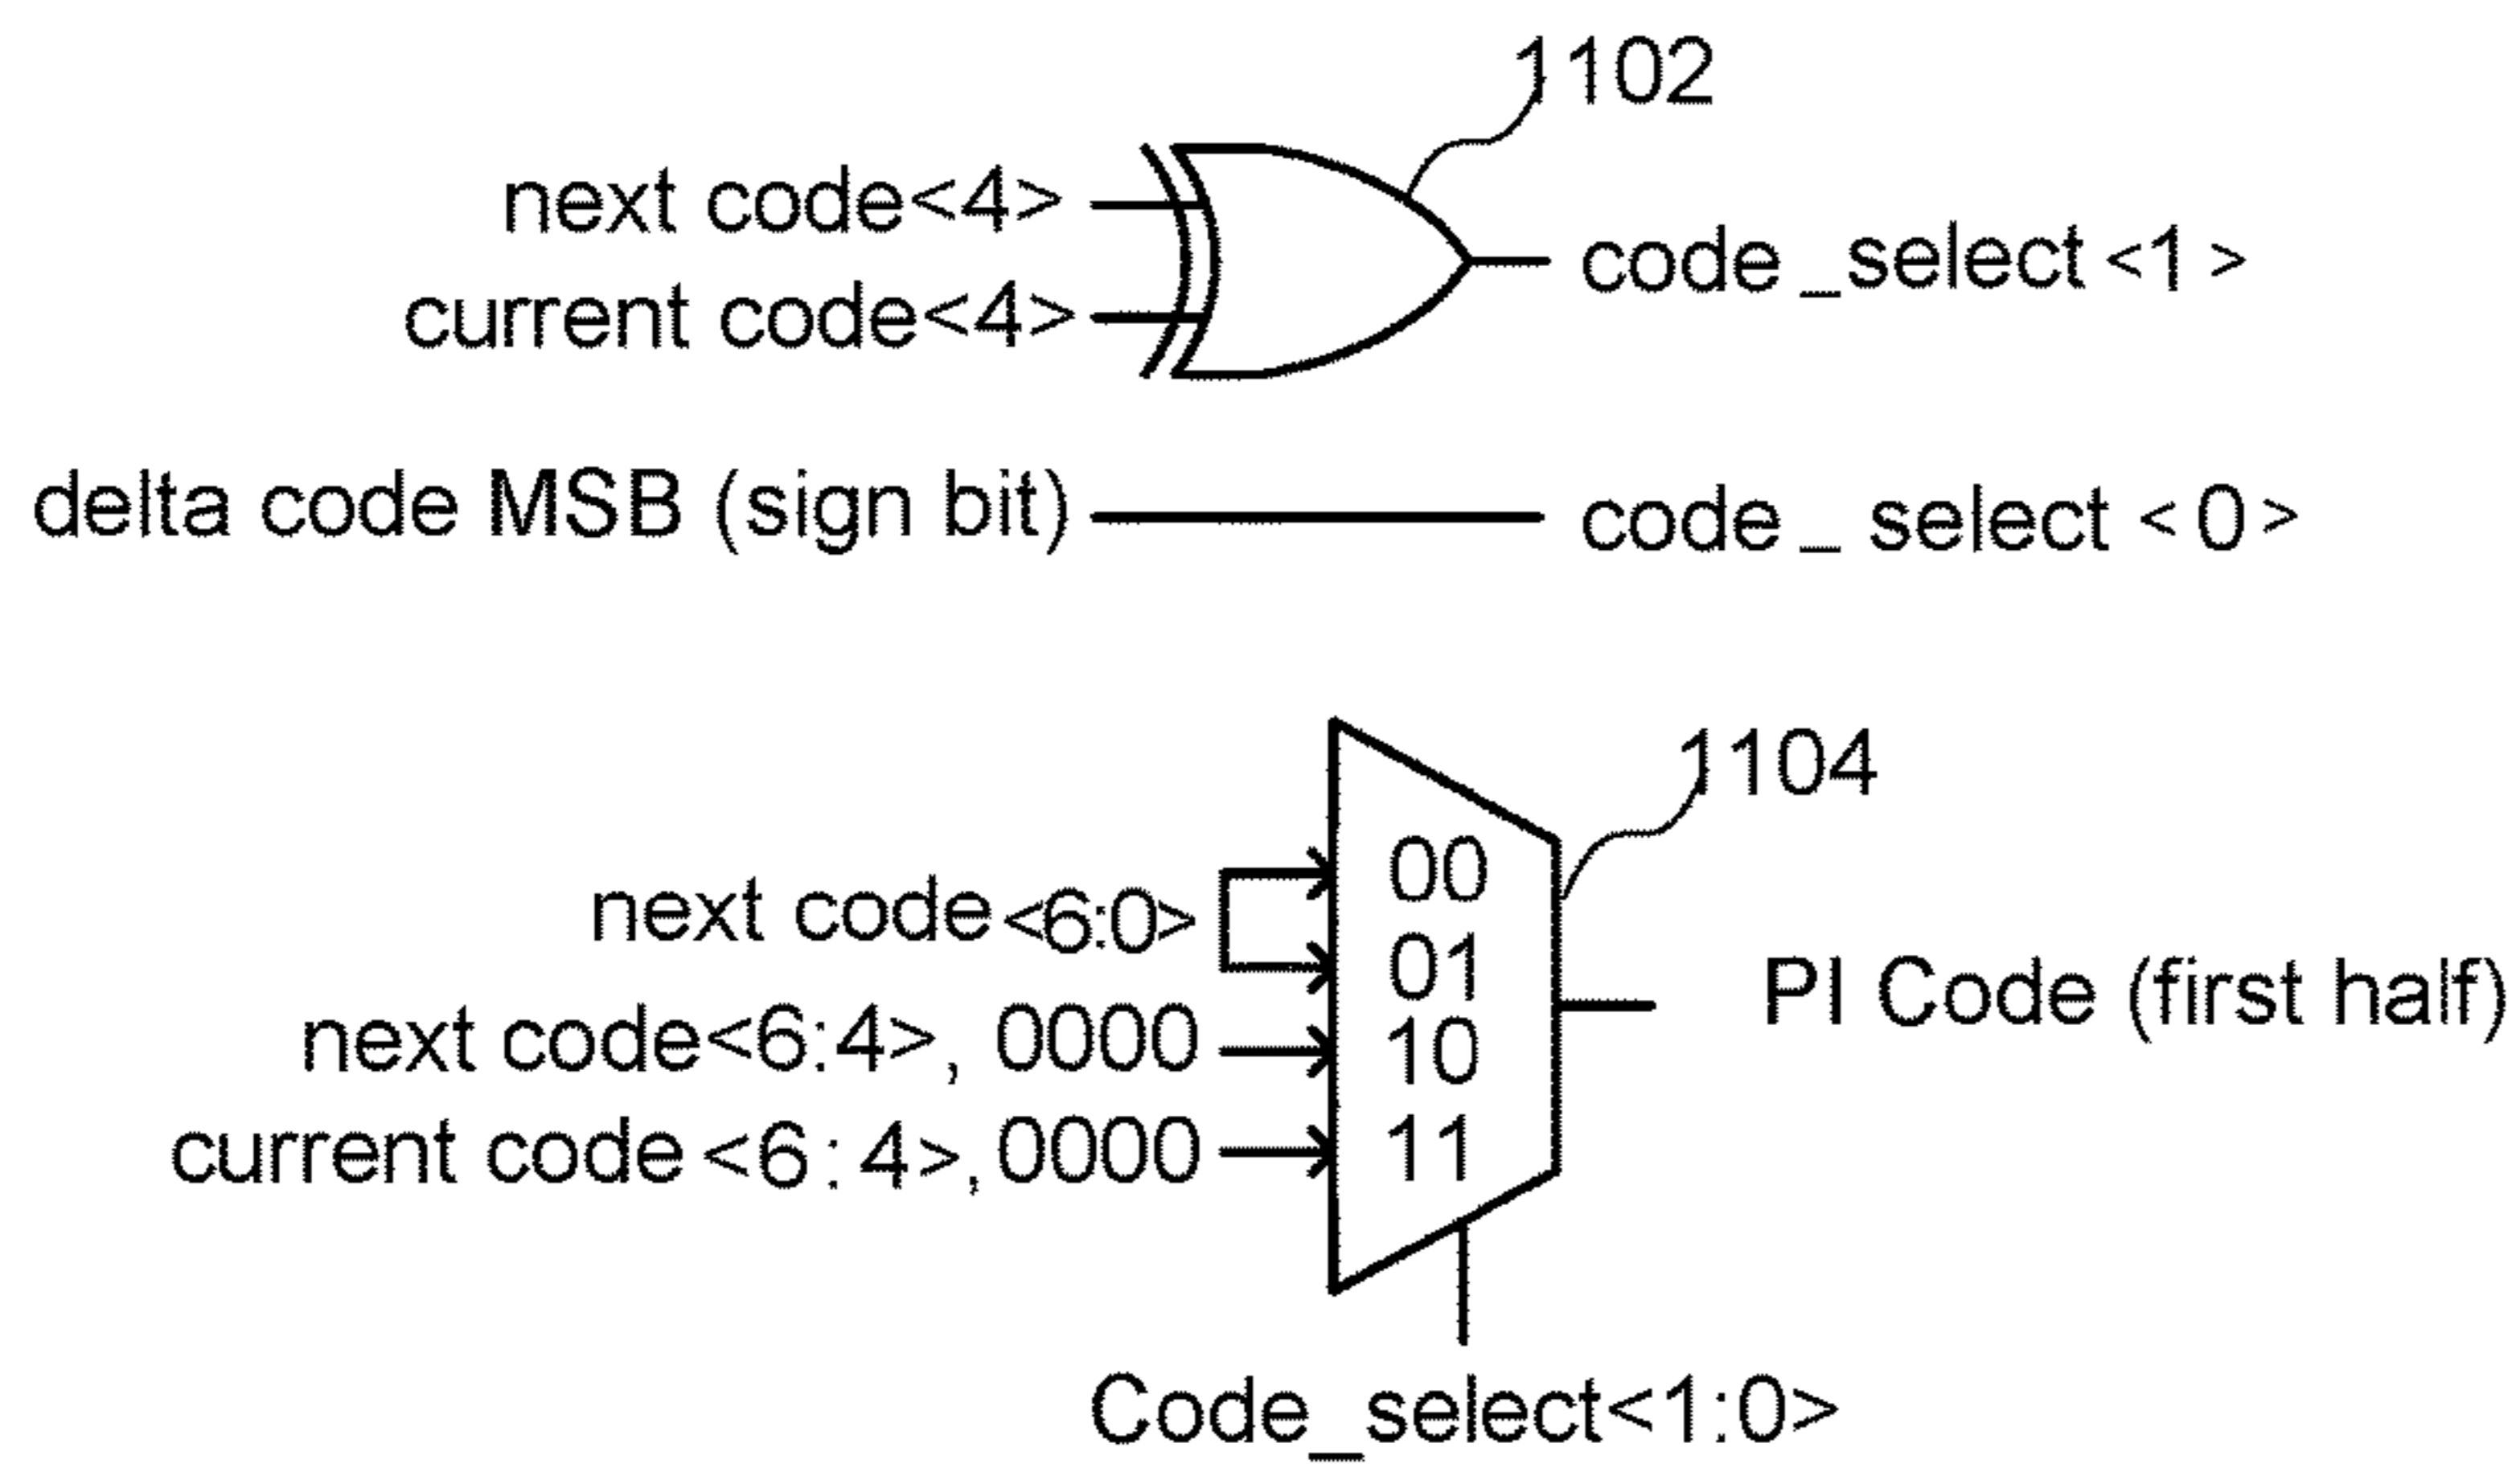 1102
next code<4>
current code<4>
code_select<1>
delta code MSB (sign bit)
code_select<0>
1104
next code<6:0>
next code<6:4>, 0000
current code<6:4>,0000
00
01
10
11
PI Code (first half)
Code_select<1:0>